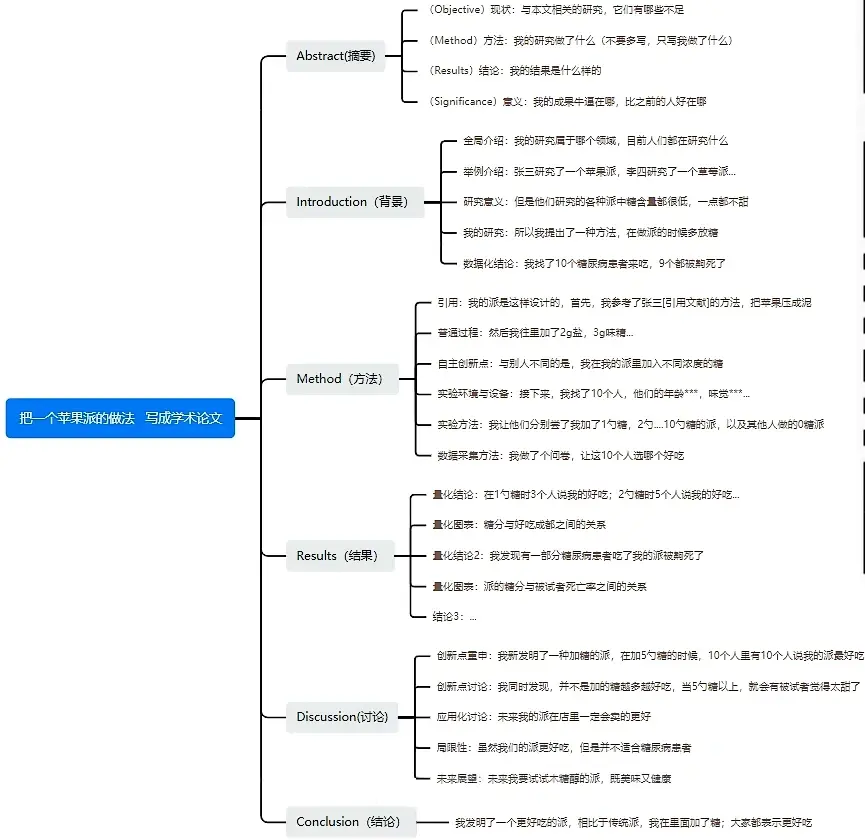 把一个苹果派的做法 写成学术论文
Abstract(摘要)
（Objective）现状：与本文相关的研究，它们有哪些不足
（Method）方法：我的研究做了什么（不要多写，只写我做了什么）
（Results）结论：我的结果是什么样的
（Significance）意义：我的成果牛逼在哪，比之前的人好在哪
Introduction（背景）
全局介绍：我的研究属于哪个领域，目前人们都在研究什么
举例介绍：张三研究了一个苹果派，李四研究了一个草莓派...
研究意义：但是他们研究的各种派中糖含量都很低，一点都不甜
我的研究：所以我提出了一种方法，在做派的时候多放糖
数据化结论：我找了10个糖尿病患者来吃，9个都被齁死了
Method（方法）
引用：我的派是这样设计的，首先，我参考了张三[引用文献]的方法，把苹果压成泥
普通过程：然后我往里加了2g盐，3g味精...
自主创新点：与别人不同的是，我在我的派里加入不同浓度的糖
实验环境与设备：接下来，我找了10个人，他们的年龄***，味觉***...
实验方法：我让他们分别尝了我加了1勺糖，2勺....10勺糖的派，以及其他人做的0糖派
数据采集方法：我做了个问卷，让这10个人选哪个好吃
Results（结果）
量化结论：在1勺糖时3个人说我的好吃；2勺糖时5个人说我的好吃...
量化图表：糖分与好吃成都之间的关系
量化结论2：我发现有一部分糖尿病患者吃了我的派被齁死了
量化图表：派的糖分与被试者死亡率之间的关系
结论3：...
Discussion(讨论)
创新点重申：我新发明了一种加糖的派，在加5勺糖的时候，10个人里有10个人说我的派最好吃
创新点讨论：我同时发现，并不是加的糖越多越好吃，当5勺糖以上，就会有被试者觉得太甜了
应用化讨论：未来我的派在店里一定会卖的更好
局限性：虽然我们的派更好吃，但是并不适合糖尿病患者
未来展望：未来我要试试木糖醇的派，既美味又健康
Conclusion（结论）
我发明了一个更好吃的派，相比于传统派，我在里面加了糖；大家都表示更好吃